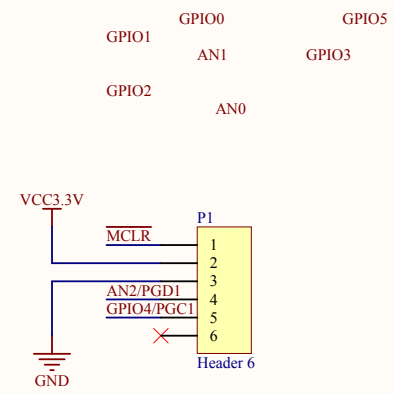 GPIO0
GPIO5
GPIO1
AN1
GPIO3
GPIO2
AN0
VCC3.3V
P1
MCLR
1
2
3
AN2/PGD1
4
GPIO4/PGC1
5
6
Header 6
GND